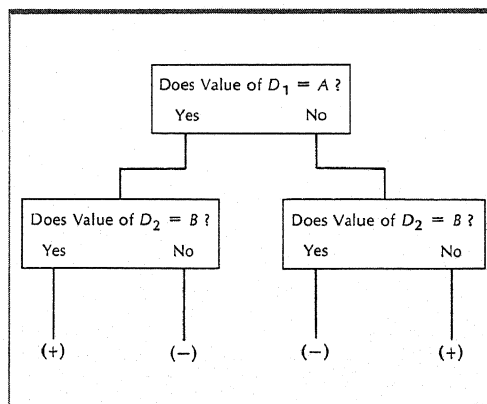 Does Value of D₁ = A ?
Yes No
Does Value of D₂ = B ? Does Value of D₂ = B ?
Yes No Yes No
(+) (−) (−) (+)